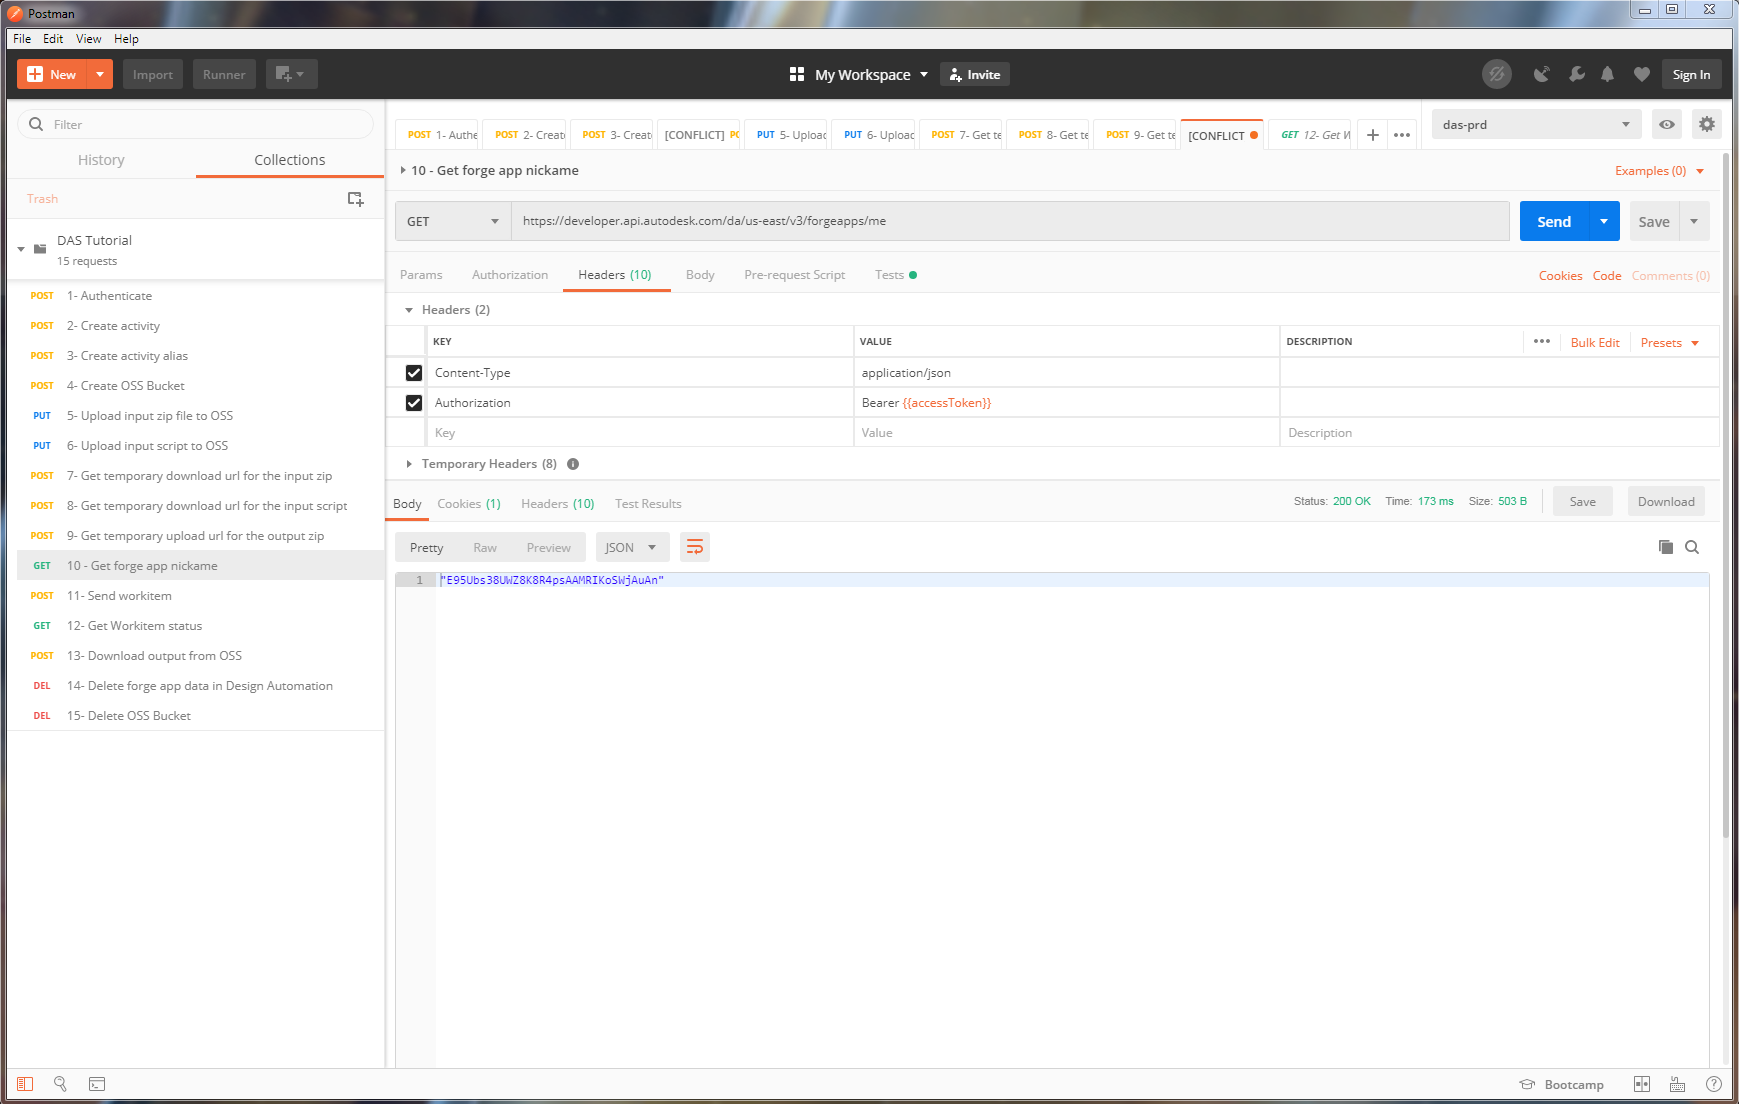 Postman
File Edit View Help
New Import Runner My Workspace Invite Sign In
Filter
History Collections
Trash
DAS Tutorial
15 requests
POST 1- Authenticate
POST 2- Create activity
POST 3- Create activity alias
POST 4- Create OSS Bucket
PUT 5- Upload input zip file to OSS
PUT 6- Upload input script to OSS
POST 7- Get temporary download url for the input zip
POST 8- Get temporary download url for the input script
POST 9- Get temporary upload url for the output zip
GET 10 - Get forge app nickame
POST 11- Send workitem
GET 12- Get Workitem status
POST 13- Download output from OSS
DEL 14- Delete forge app data in Design Automation
DEL 15- Delete OSS Bucket
POST 1- Authe POST 2- Creat POST 3- Creat [CONFLICT] PO PUT 5- Upload PUT 6- Upload POST 7- Get te POST 8- Get te POST 9- Get te [CONFLICT GET 12- Get W das-prd
10 - Get forge app nickame Examples (0)
GET https://developer.api.autodesk.com/da/us-east/v3/forgeapps/me Send Save
Params Authorization Headers (10) Body Pre-request Script Tests Cookies Code Comments (0)
Headers (2)
KEY VALUE DESCRIPTION Bulk Edit Presets
Content-Type application/json
Authorization Bearer {{accessToken}}
Key Value Description
Temporary Headers (8)
Body Cookies (1) Headers (10) Test Results Status: 200 OK Time: 173 ms Size: 503 B Save Download
Pretty Raw Preview JSON
1 "E95Ubs38UWZ8K8R4psAAMRIKoSWjAuAn"
Bootcamp